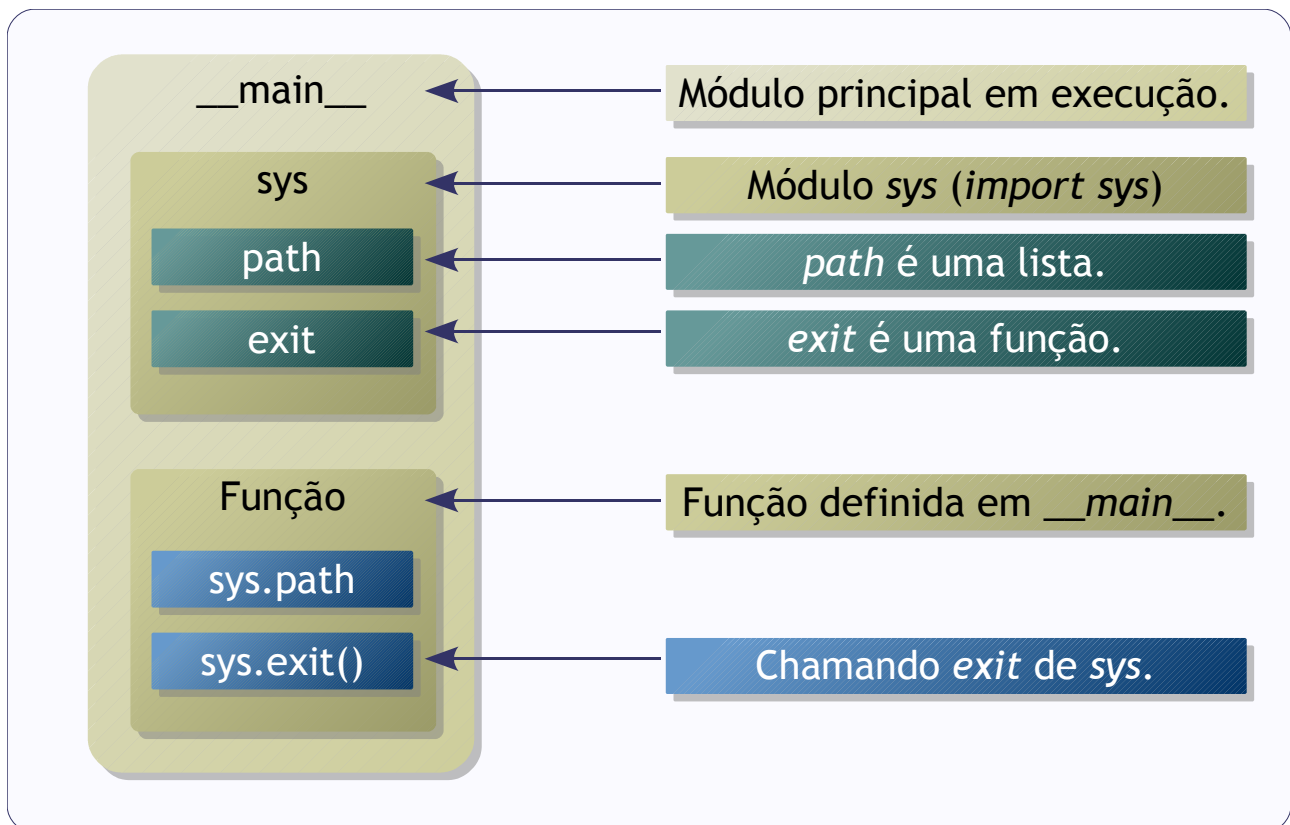 __main__
Módulo principal em execução.
sys
Módulo sys (import sys)
path
path é uma lista.
exit
exit é uma função.
Função
Função definida em __main__.
sys.path
sys.exit()
Chamando exit de sys.